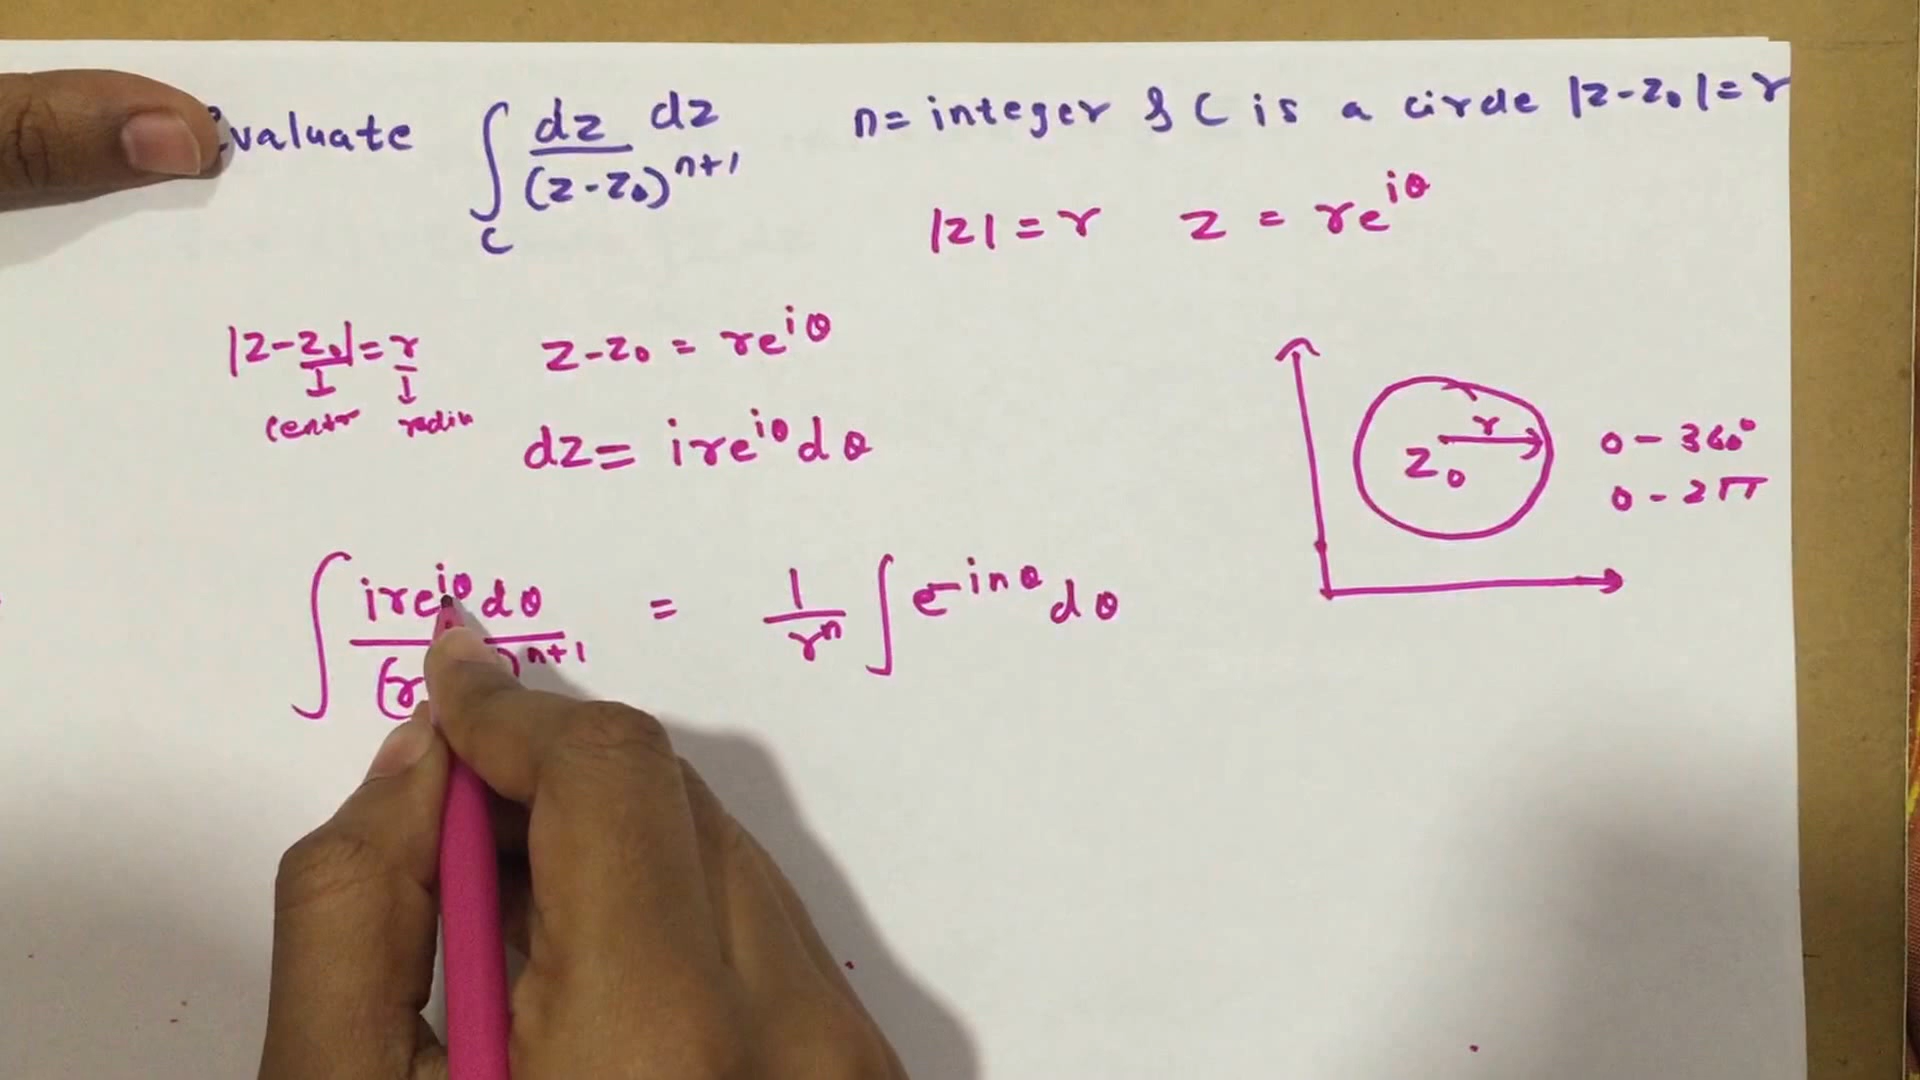 Evaluate ∫_C dz/(z-z₀)^{n+1} dz n = integer & C is a circle |z-z₀| = r
|z| = r z = re^{iθ}
|z-z₀| = r z-z₀ = re^{iθ}
center
dz = ire^{iθ}dθ
r
z₀
0 - 360°
0 - 2π
∫ ire^{iθ}dθ/(r )^{n+1} = 1/r^n ∫ e^{-inθ} dθ